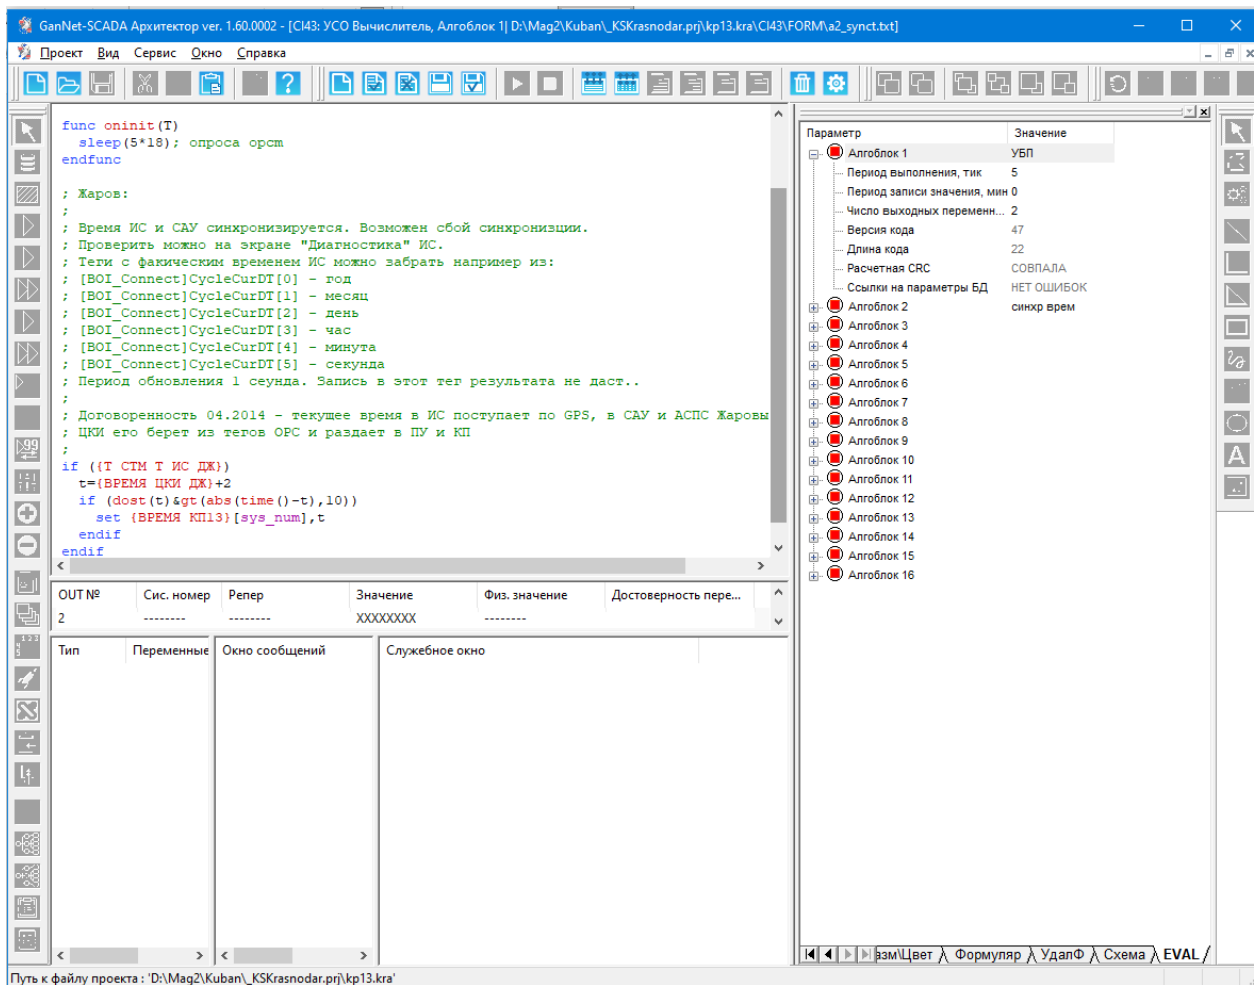 GanNet-SCADA Архитектор ver. 1.60.0002 - [CI43: УСО Вычислитель, Алгоблок 1| D:\Mag2\Kuban\_KSKrasnodar.prj\kp13.kra\CI43\FORM\a2_synct.txt]
Проект Вид Сервис Окно Справка
func oninit(T)
sleep(5*18); опроса opcm
endfunc
; Жаров:
;
; Время ИС и САУ синхронизируется. Возможен сбой синхронизции.
; Проверить можно на экране "Диагностика" ИС.
; Теги с факическим временем ИС можно забрать например из:
; [BOI_Connect]CycleCurDT[0] - год
; [BOI_Connect]CycleCurDT[1] - месяц
; [BOI_Connect]CycleCurDT[2] - день
; [BOI_Connect]CycleCurDT[3] - час
; [BOI_Connect]CycleCurDT[4] - минута
; [BOI_Connect]CycleCurDT[5] - секунда
; Период обновления 1 сеунда. Запись в этот тег результата не даст..
;
; Договоренность 04.2014 - текущее время в ИС поступает по GPS, в САУ и АСПС Жаровы
; ЦКИ его берет из тегов OPC и раздает в ПУ и КП
;
if ({Т СТМ Т ИС ДЖ})
t={ВРЕМЯ ЦКИ ДЖ}+2
if (dost(t)&gt(abs(time()-t),10))
set {ВРЕМЯ КП13}[sys_num],t
endif
endif
OUT № Сис. номер Репер Значение Физ. значение Достоверность пере...
2 -------- -------- XXXXXXXX --------
Тип Переменные Окно сообщений Служебное окно
Параметр Значение
Алгоблок 1 УБП
Период выполнения, тик 5
Период записи значения, мин 0
Число выходных переменн... 2
Версия кода 47
Длина кода 22
Расчетная CRC СОВПАЛА
Ссылки на параметры БД НЕТ ОШИБОК
Алгоблок 2 синхр врем
Алгоблок 3
Алгоблок 4
Алгоблок 5
Алгоблок 6
Алгоблок 7
Алгоблок 8
Алгоблок 9
Алгоблок 10
Алгоблок 11
Алгоблок 12
Алгоблок 13
Алгоблок 14
Алгоблок 15
Алгоблок 16
азм\Цвет Формуляр УдалФ Схема EVAL
Путь к файлу проекта : 'D:\Mag2\Kuban\_KSKrasnodar.prj\kp13.kra'